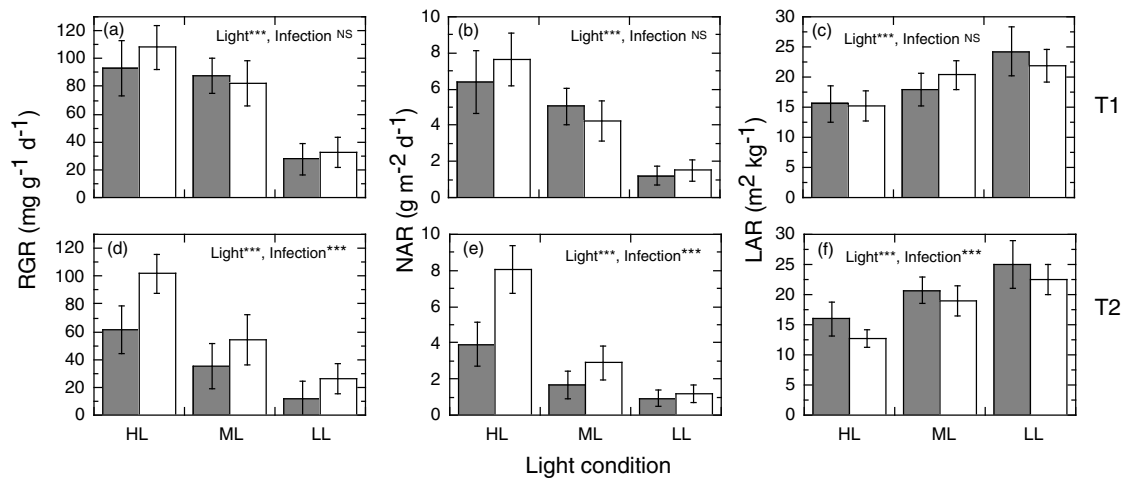 (a)
Light***, Infection NS
120
100
80
60
40
20
0
RGR (mg g-1 d-1)
(b)
Light***, Infection NS
10
8
6
4
2
0
NAR (g m-2 d-1)
(c)
Light***, Infection NS
30
25
20
15
10
5
0
LAR (m2 kg-1)
T1
(d)
Light***, Infection***
120
100
80
60
40
20
0
HL ML LL
(e)
Light***, Infection***
10
8
6
4
2
0
HL ML LL
(f)
Light***, Infection***
30
25
20
15
10
5
0
HL ML LL
T2
Light condition